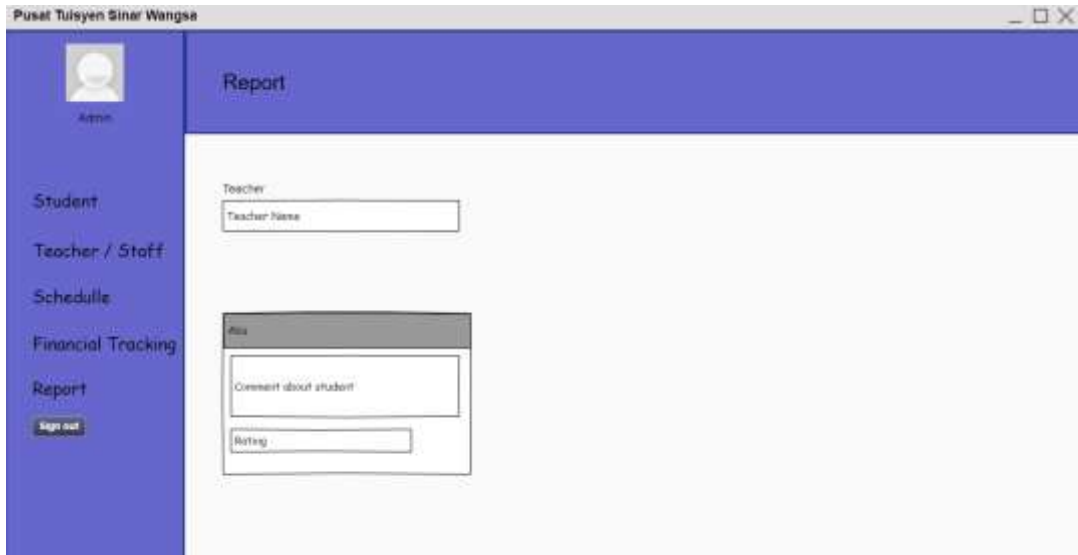 Pusat Tuisyen Sinar Wangsa
Admin
Report
Student
Teacher / Staff
Schedulle
Financial Tracking
Report
Sign out
Teacher
Teacher Name
Comment about student
Rating